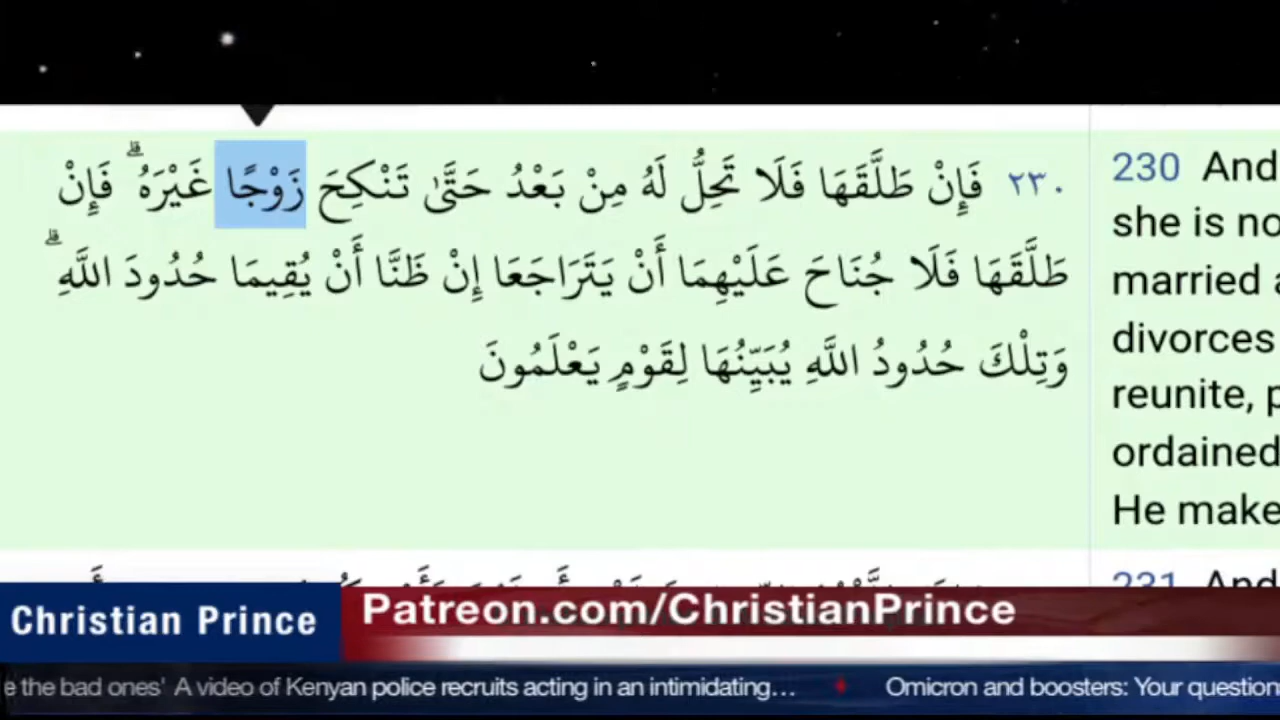 ٢٣٠ فَإِنْ طَلَّقَهَا فَلَا تَحِلُّ لَهُ مِنْ بَعْدُ حَتَّىٰ تَنْكِحَ زَوْجًا غَيْرَهُ ۗ فَإِنْ
طَلَّقَهَا فَلَا جُنَاحَ عَلَيْهِمَا أَنْ يَتَرَاجَعَا إِنْ ظَنَّا أَنْ يُقِيمَا حُدُودَ اللَّهِ ۗ
وَتِلْكَ حُدُودُ اللَّهِ يُبَيِّنُهَا لِقَوْمٍ يَعْلَمُونَ
230 And
she is no
married a
divorces
reunite, p
ordained
He make
231 And
Christian Prince
Patreon.com/ChristianPrince
e the bad ones' A video of Kenyan police recruits acting in an intimidating... Omicron and boosters: Your question